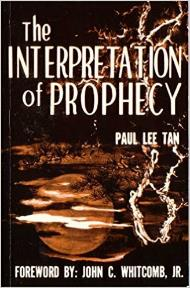 The
INTERPRETATION
of PROPHECY
PAUL LEE TAN
FOREWORD BY: JOHN C. WHITCOMB, JR.